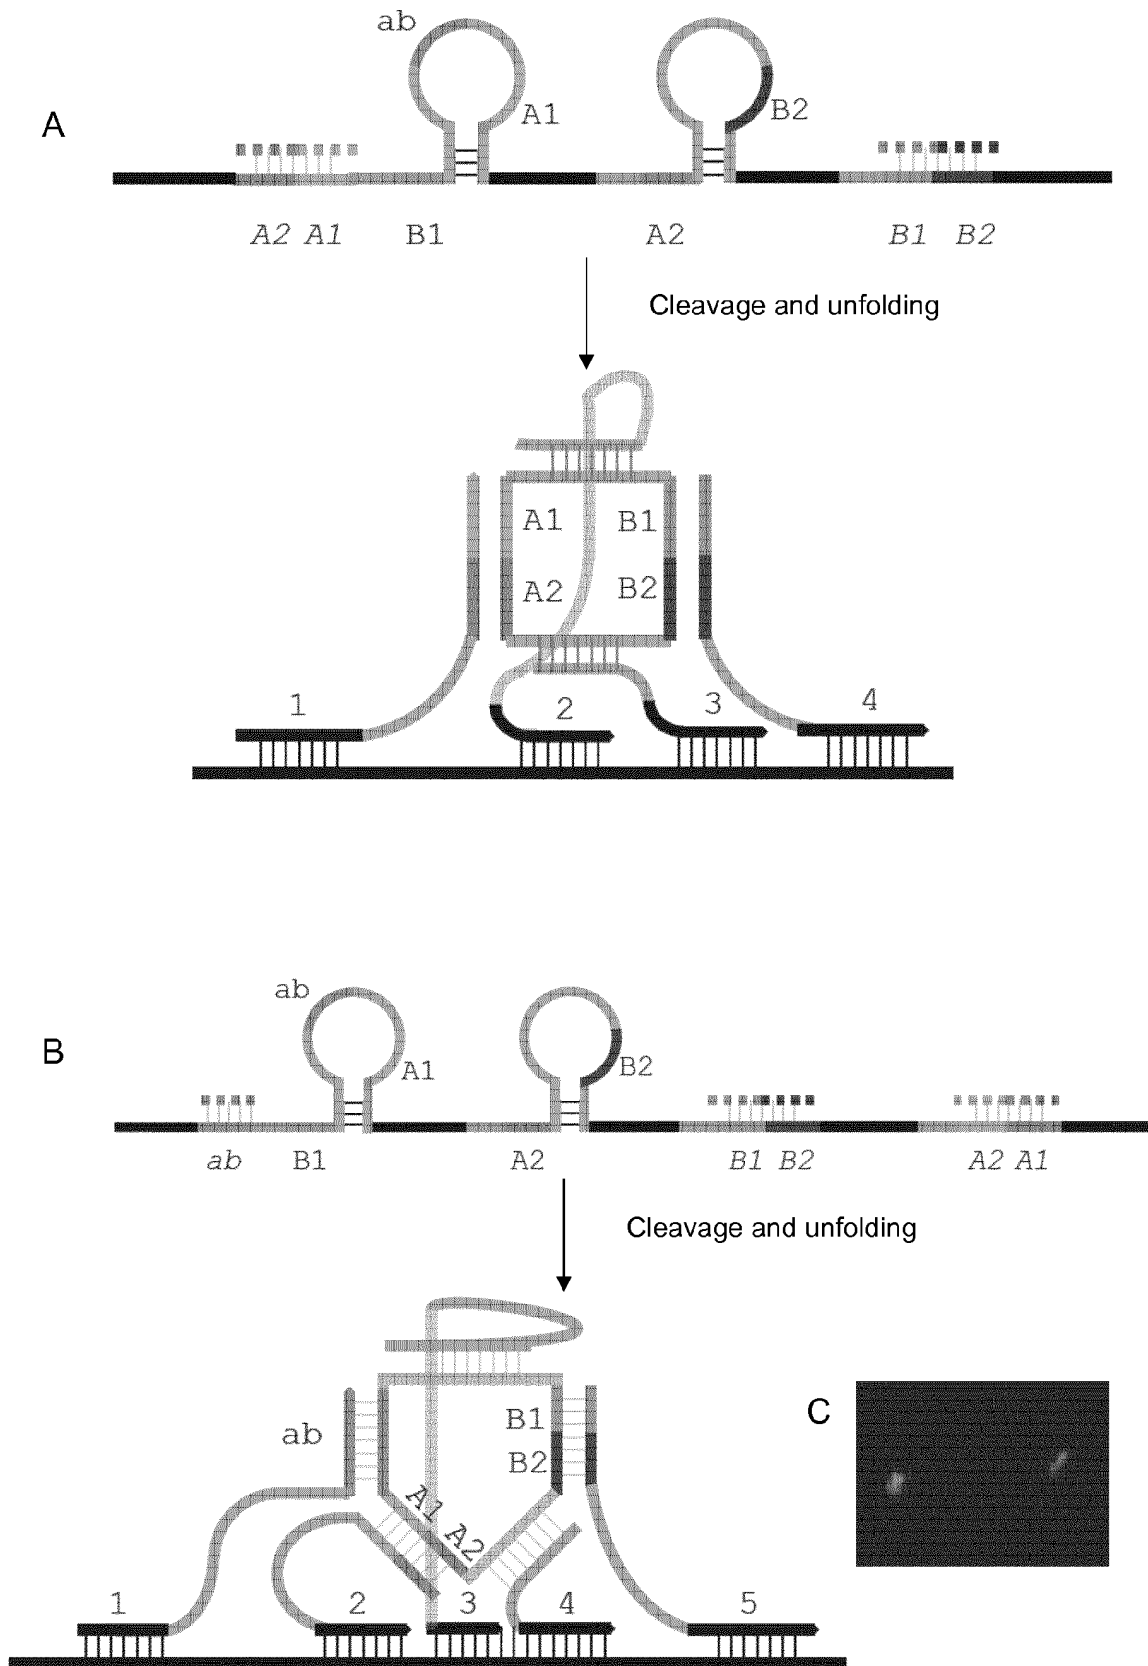 ab
A
A1
B2
A2 A1 B1 A2 B1 B2
Cleavage and unfolding
A1 B1
A2 B2
1 2 3 4
B
ab
A1
B2
ab B1 A2 B1 B2 A2 A1
Cleavage and unfolding
C
ab
B1
B2
A1 A2
1 2 3 4 5